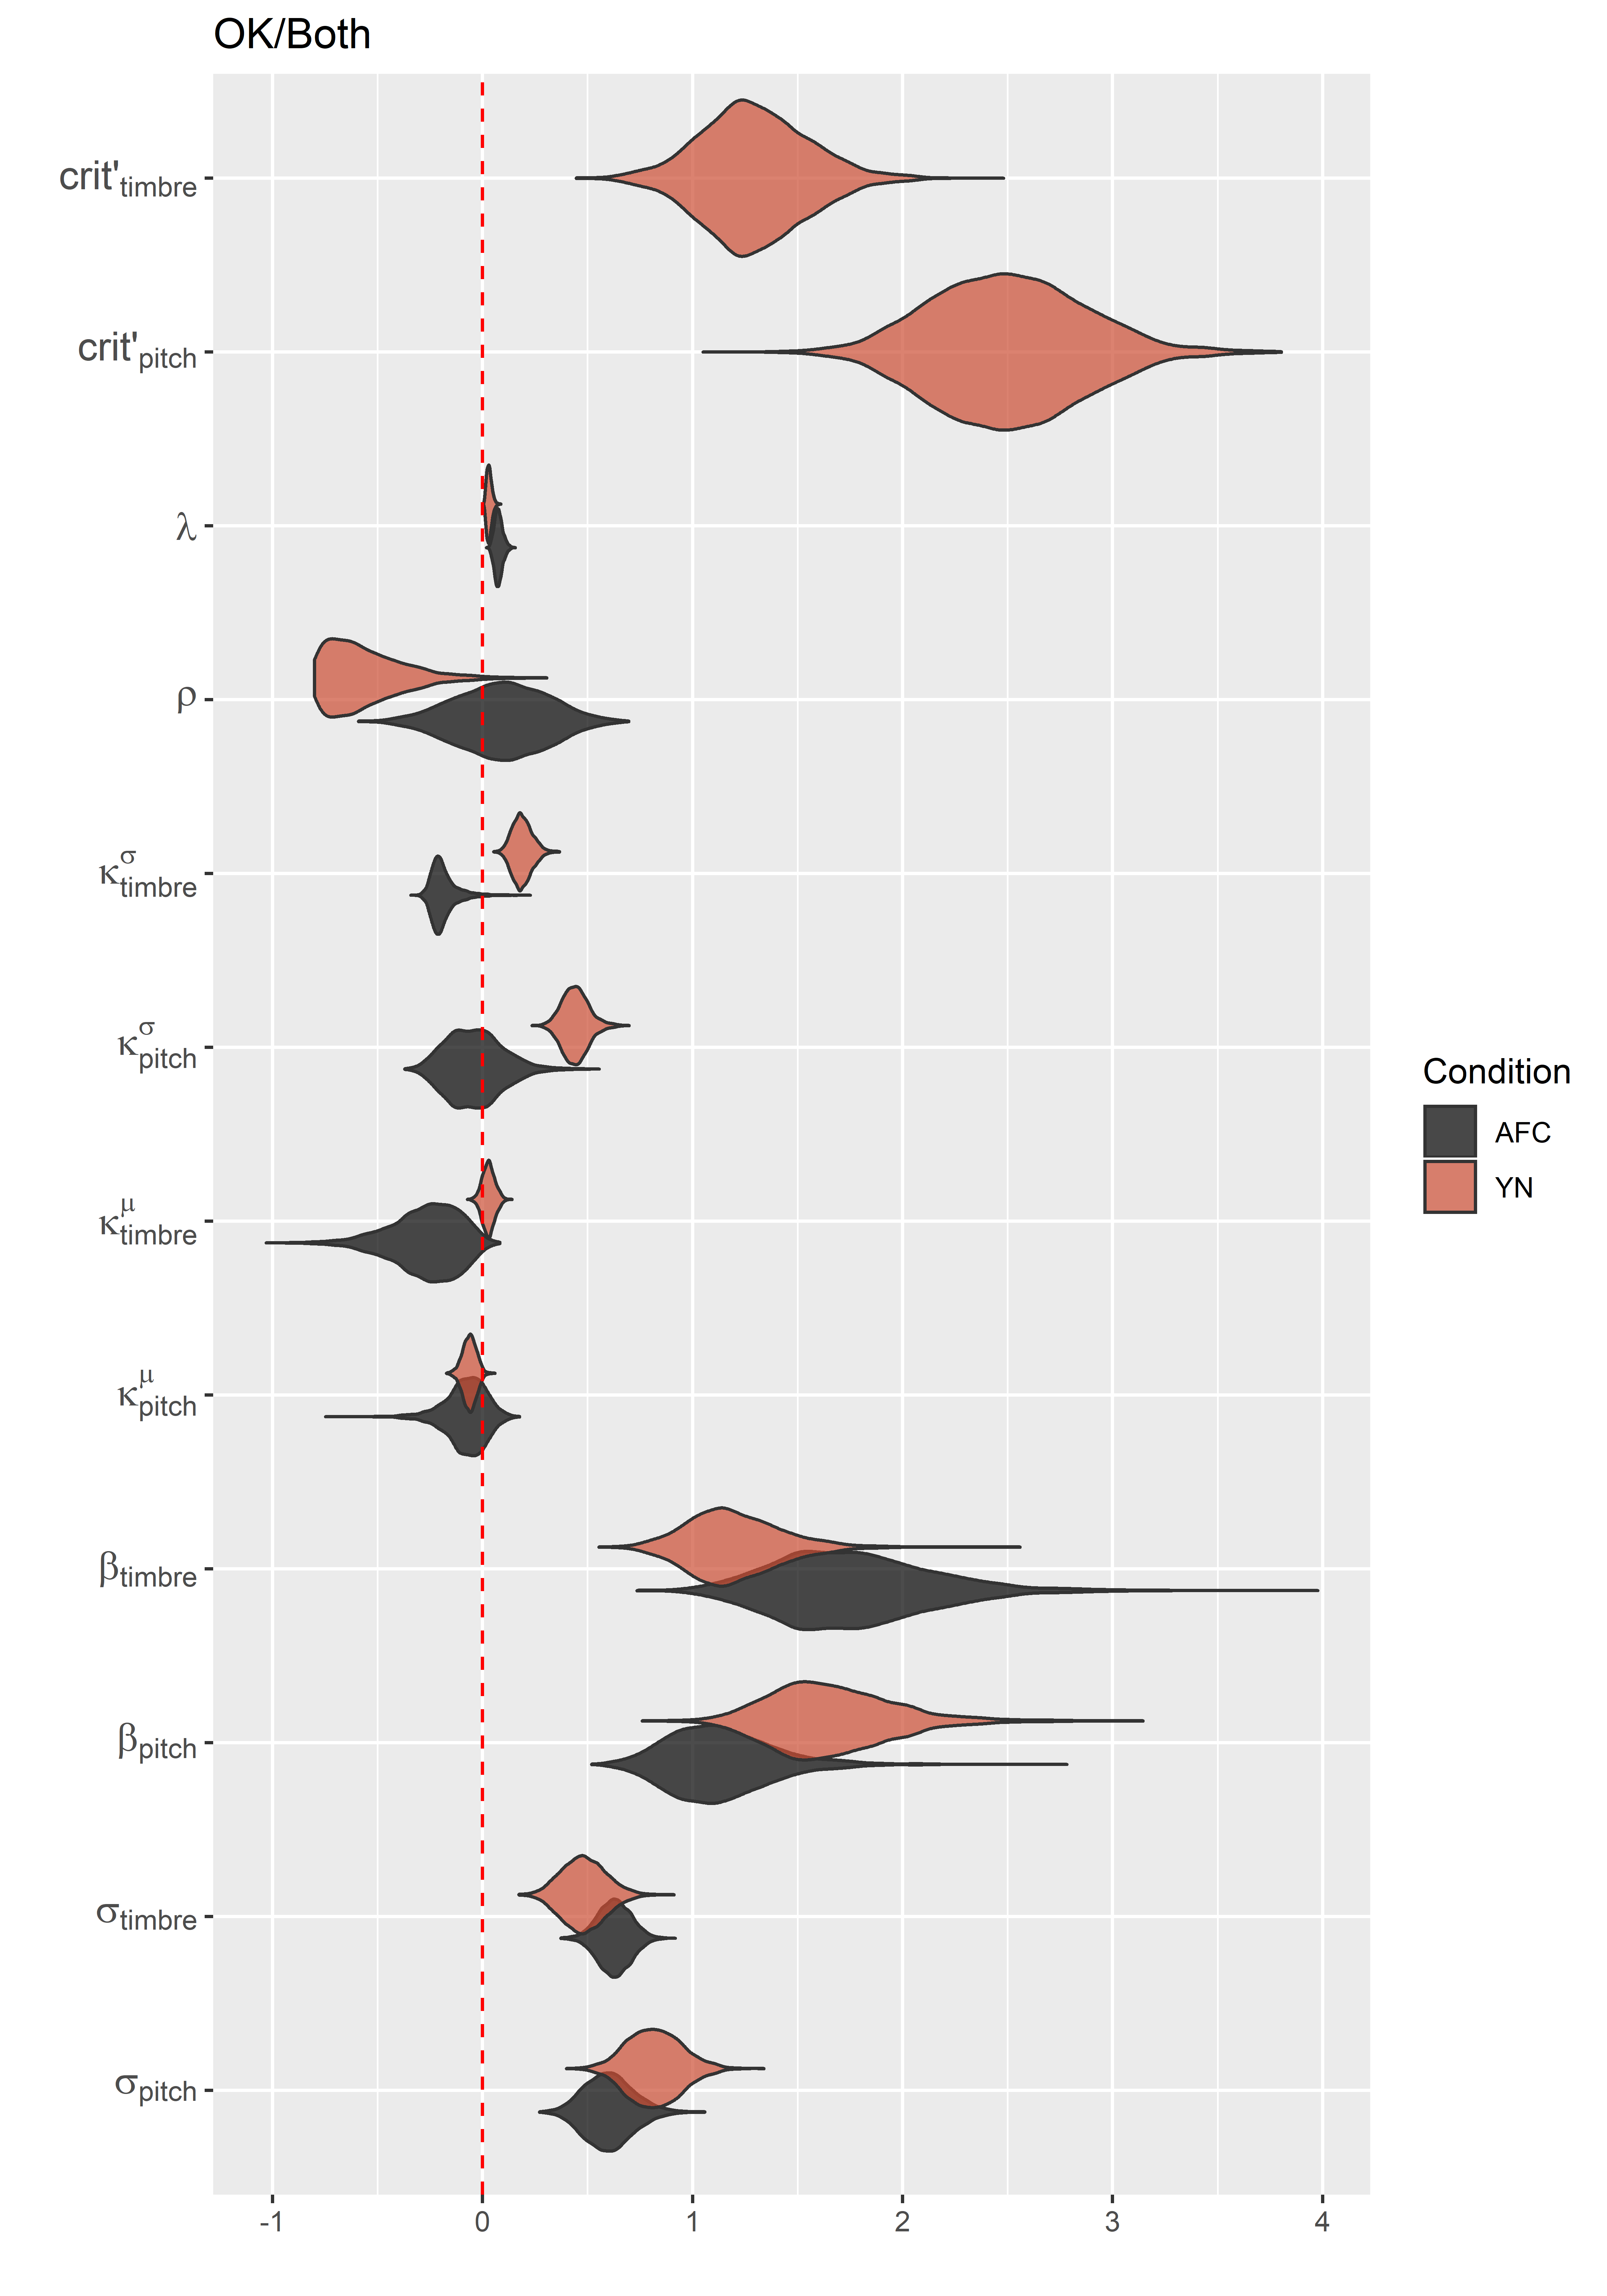 OK/Both
crit'timbre
crit'pitch
λ
ρ
κσtimbre
κσpitch
κμtimbre
κμpitch
βtimbre
βpitch
σtimbre
σpitch
-1 0 1 2 3 4
Condition
AFC
YN